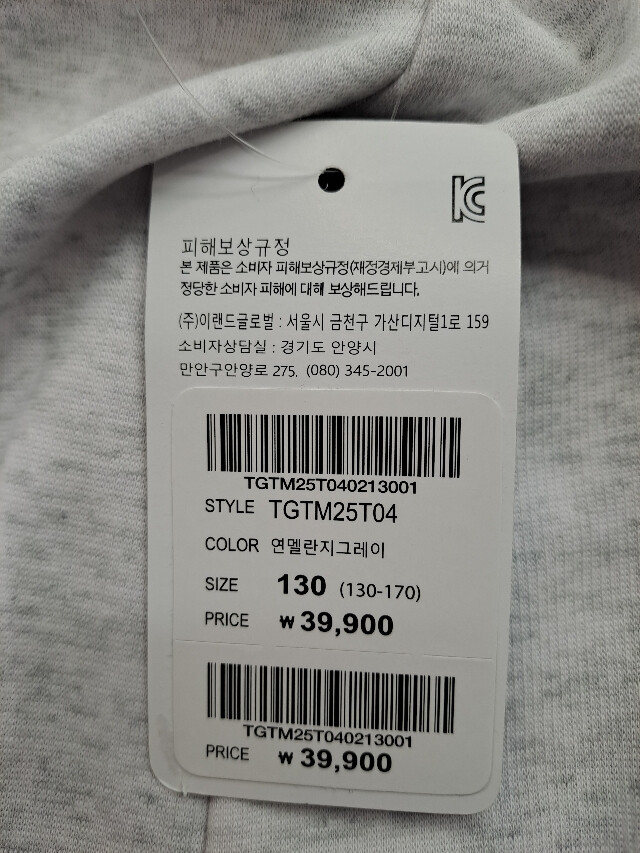 KC
피해보상규정
본 제품은 소비자 피해보상규정(재정경제부고시)에 의거
정당한 소비자 피해에 대해 보상해드립니다.
(주)이랜드글로벌 : 서울시 금천구 가산디지털1로 159
소비자상담실 : 경기도 안양시
만안구안양로 275, (080) 345-2001
TGTM25T040213001
STYLE TGTM25T04
COLOR 연멜란지그레이
SIZE 130 (130-170)
PRICE ₩ 39,900
TGTM25T040213001
PRICE ₩ 39,900